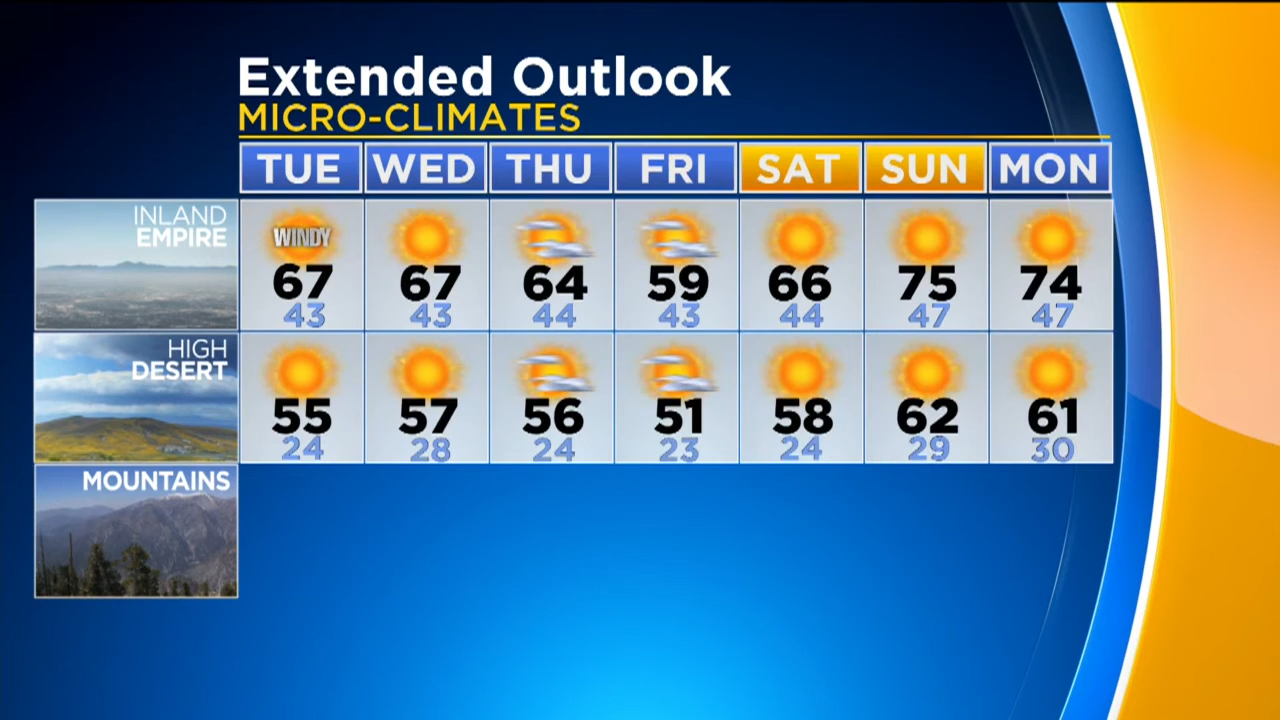 Extended Outlook
MICRO-CLIMATES
TUE WED THU FRI SAT SUN MON
INLAND
EMPIRE
WINDY
67 67 64 59 66 75 74
43 43 44 43 44 47 47
HIGH
DESERT
55 57 56 51 58 62 61
24 28 24 23 24 29 30
MOUNTAINS